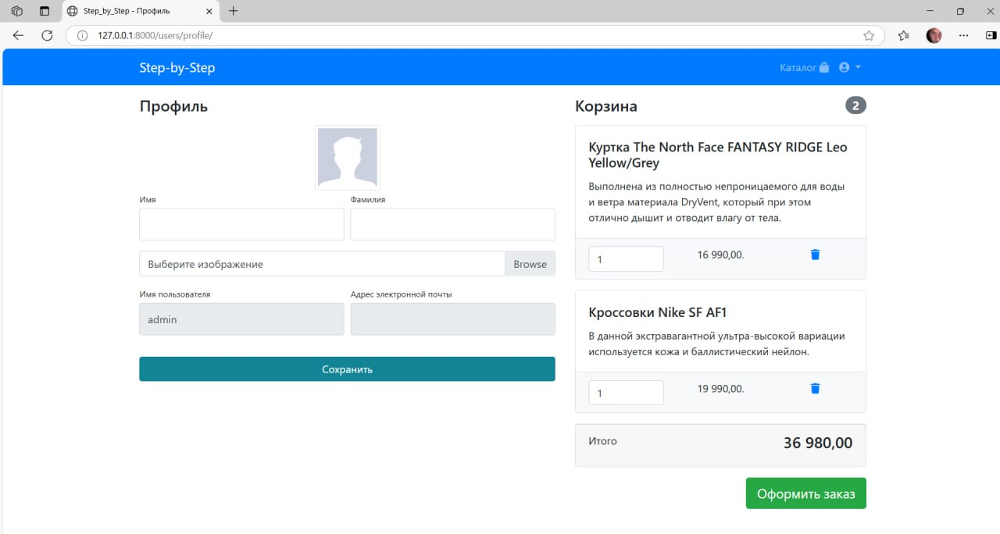 Step_by_Step - Профиль
127.0.0.1:8000/users/profile/
Step-by-Step
Каталог
Профиль
Имя
Фамилия
Выберите изображение
Browse
Имя пользователя
Адрес электронной почты
admin
Сохранить
Корзина
2
Куртка The North Face FANTASY RIDGE Leo
Yellow/Grey
Выполнена из полностью непроницаемого для воды
и ветра материала DryVent, который при этом
отлично дышит и отводит влагу от тела.
1
16 990,00.
Кроссовки Nike SF AF1
В данной экстравагантной ультра-высокой вариации
используется кожа и баллистический нейлон.
1
19 990,00.
Итого
36 980,00
Оформить заказ